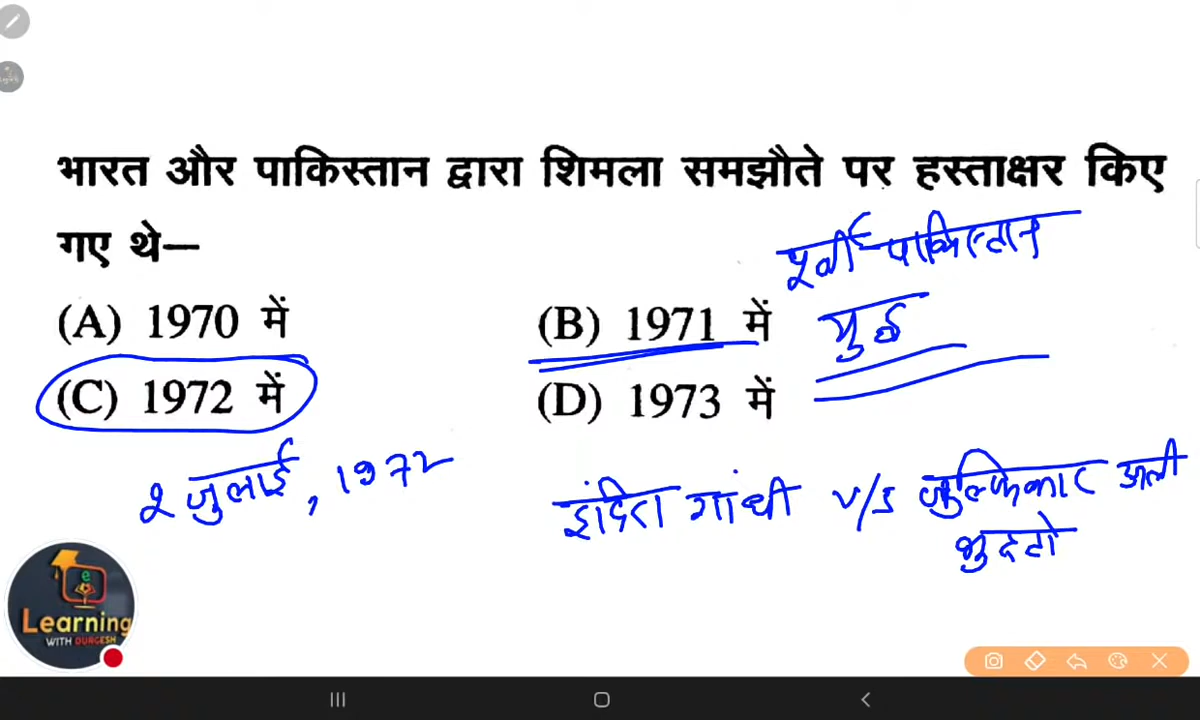 भारत और पाकिस्तान द्वारा शिमला समझौते पर हस्ताक्षर किए
गए थे—
पूर्वी पाकिस्तान
(A) 1970 में
(B) 1971 में
युद्ध
(C) 1972 में
(D) 1973 में
2 जुलाई, 1972
इंदिरा गांधी v/s जुल्फिकार अली
भुट्टो
e
Learning
WITH DURGESH